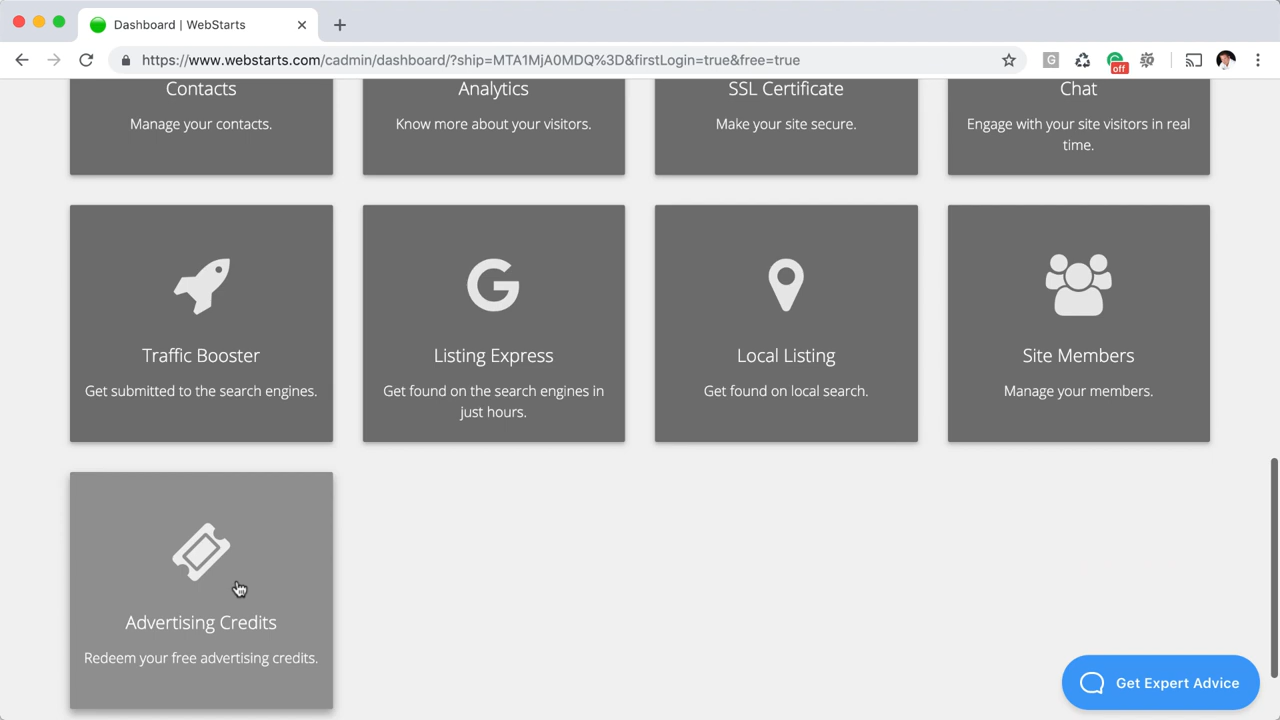 Dashboard | WebStarts
https://www.webstarts.com/cadmin/dashboard/?ship=MTA1MjA0MDQ%3D&firstLogin=true&free=true
G
off
Contacts
Manage your contacts.
Analytics
Know more about your visitors.
SSL Certificate
Make your site secure.
Chat
Engage with your site visitors in real
time.
Traffic Booster
Get submitted to the search engines.
G
Listing Express
Get found on the search engines in
just hours.
Local Listing
Get found on local search.
Site Members
Manage your members.
Advertising Credits
Redeem your free advertising credits.
Get Expert Advice